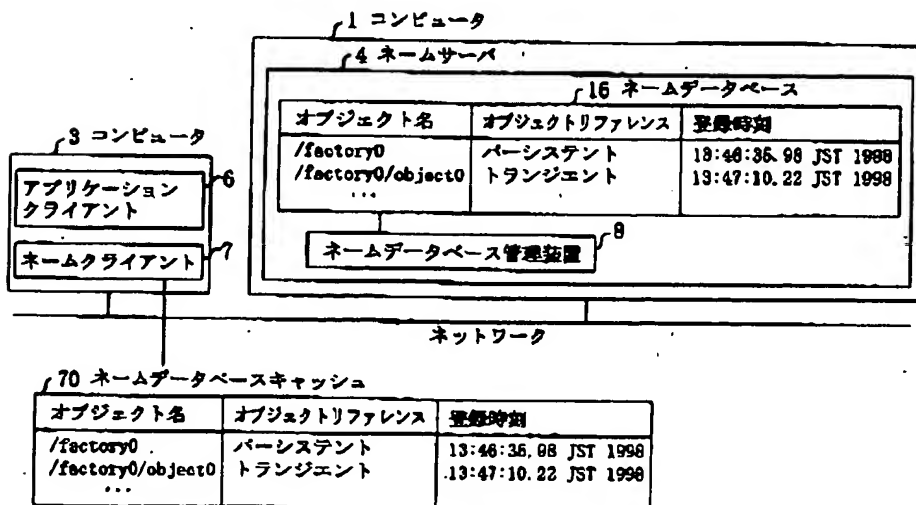 1 コンピュータ
4 ネームサーバ
16 ネームデータベース
オブジェクト名 オブジェクトリファレンス 登録時刻
/factory0 パーシステント 13:46:35.98 JST 1998
/factory0/object0 トランジエント 13:47:10.22 JST 1998
...
8
ネームデータベース管理装置
3 コンピュータ
6
アプリケーション
クライアント
7
ネームクライアント
ネットワーク
70 ネームデータベースキャッシュ
オブジェクト名 オブジェクトリファレンス 登録時刻
/factory0 パーシステント 13:46:35.98 JST 1998
/factory0/object0 トランジエント 13:47:10.22 JST 1998
...